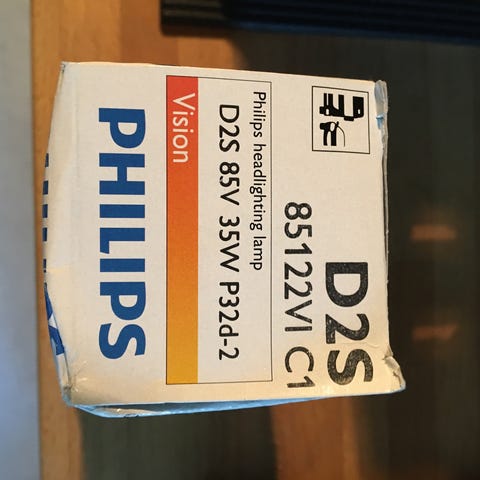 D2S
85122VI C1
Philips headlighting lamp
D2S 85V 35W P32d-2
Vision
PHILIPS